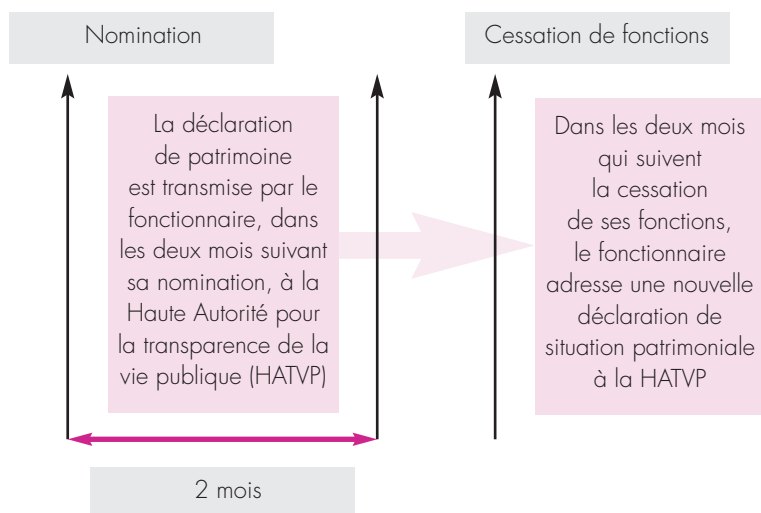 Nomination
Cessation de fonctions
La déclaration
de patrimoine
est transmise par le
fonctionnaire, dans
les deux mois suivant
sa nomination, à la
Haute Autorité pour
la transparence de la
vie publique (HATVP)
Dans les deux mois
qui suivent
la cessation
de ses fonctions,
le fonctionnaire
adresse une nouvelle
déclaration de
situation patrimoniale
à la HATVP
2 mois